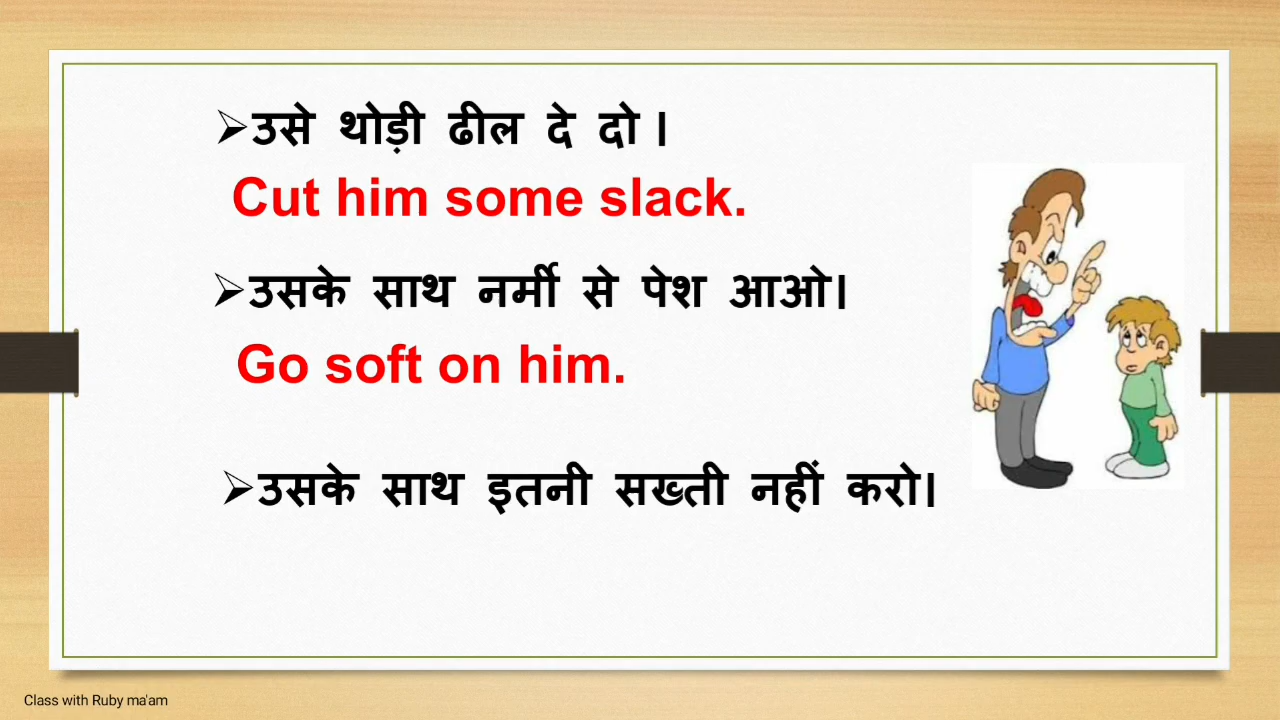 ➢उसे थोड़ी ढील दे दो ।
Cut him some slack.
➢उसके साथ नर्मी से पेश आओ।
Go soft on him.
➢उसके साथ इतनी सख्ती नहीं करो।
Class with Ruby ma'am